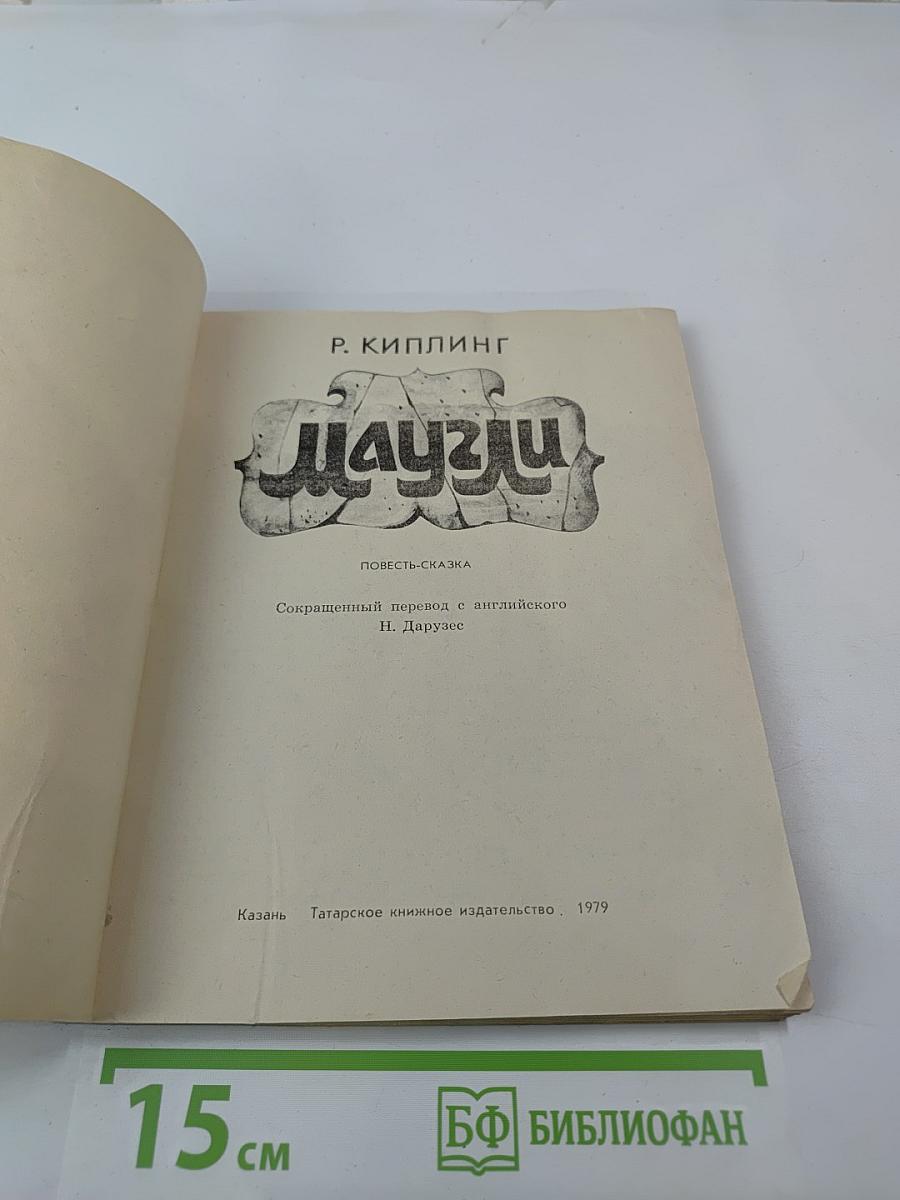 Р. КИПЛИНГ
Маугли
ПОВЕСТЬ-СКАЗКА
Сокращенный перевод с английского
Н. Дарузес
Казань Татарское книжное издательство . 1979
15 см
БФ БИБЛИОФАН